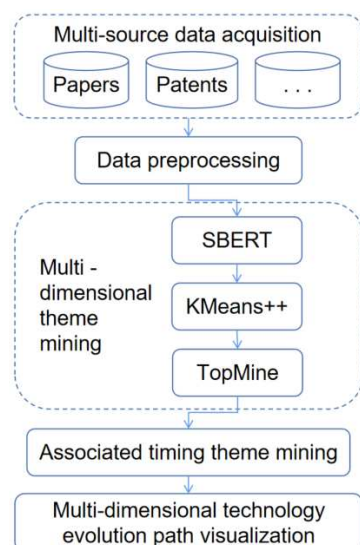 Multi-source data acquisition
Papers
Patents
. . .
Data preprocessing
SBERT
Multi -
dimensional
theme
mining
KMeans++
TopMine
Associated timing theme mining
Multi-dimensional technology
evolution path visualization